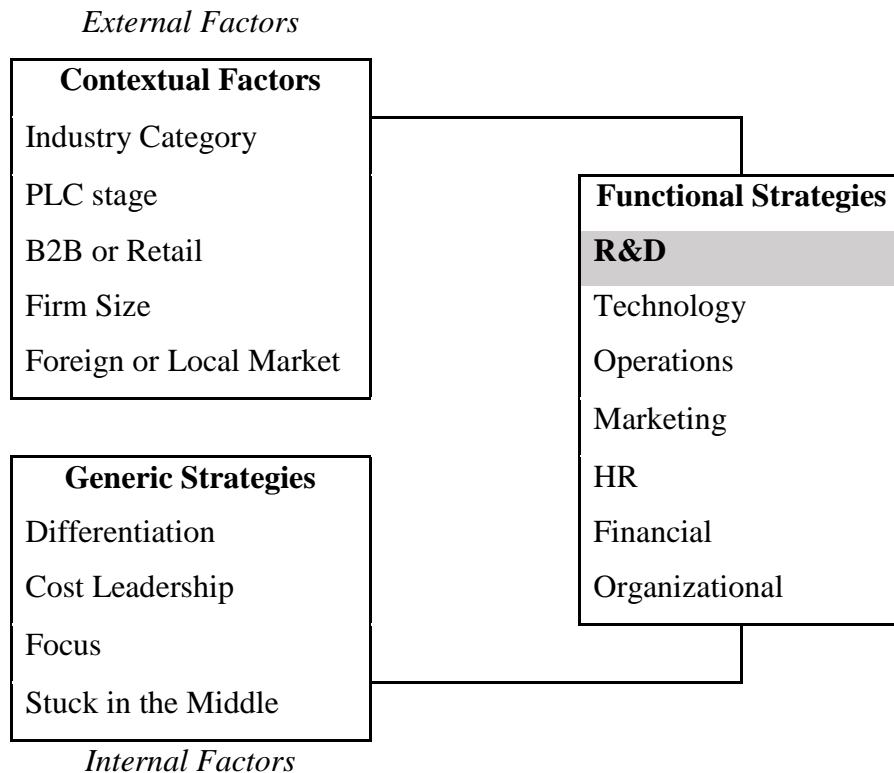 External Factors
Contextual Factors
Industry Category
PLC stage
B2B or Retail
Firm Size
Foreign or Local Market
Generic Strategies
Differentiation
Cost Leadership
Focus
Stuck in the Middle
Internal Factors
Functional Strategies
R&D
Technology
Operations
Marketing
HR
Financial
Organizational